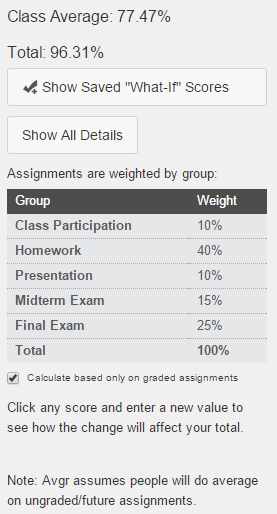 Class Average: 77.47%
Total: 96.31%
Show Saved "What-If" Scores
Show All Details
Assignments are weighted by group:
Group Weight
Class Participation 10%
Homework 40%
Presentation 10%
Midterm Exam 15%
Final Exam 25%
Total 100%
Calculate based only on graded assignments
Click any score and enter a new value to
see how the change will affect your total.
Note: Avgr assumes people will do average
on ungraded/future assignments.